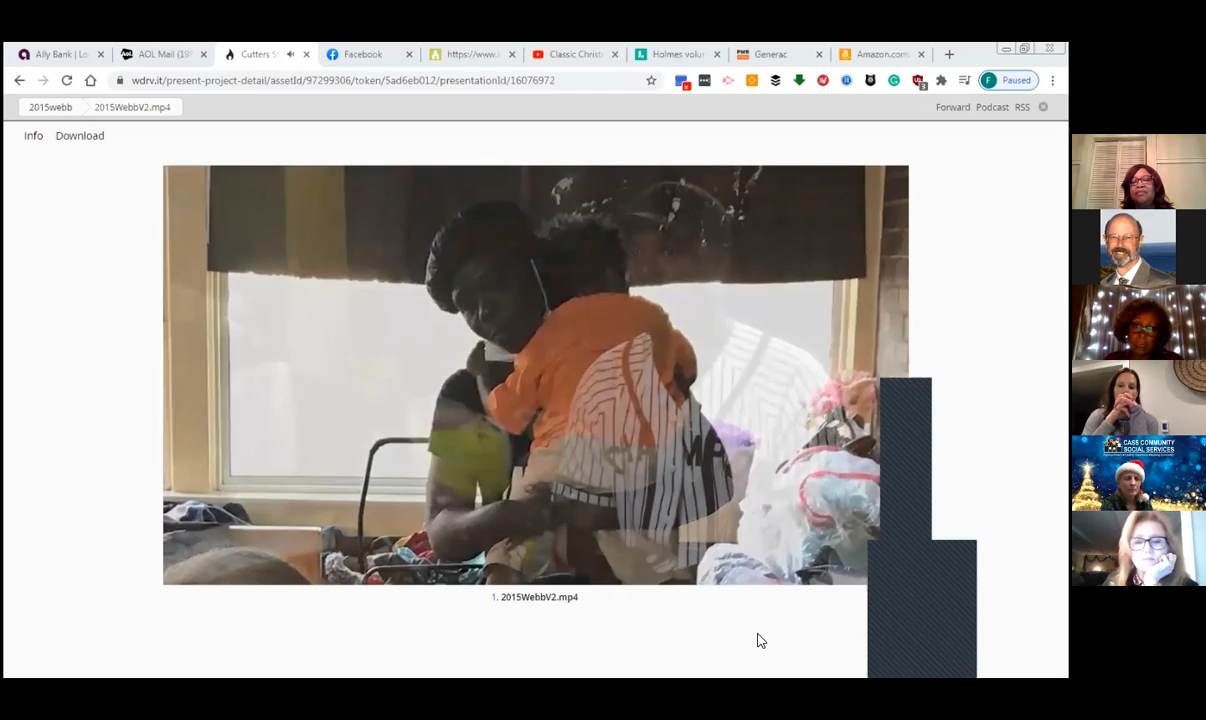 Ally Bank | Lo
AOL Mail (19
Cutters S
Facebook
https://www.i
Classic Christ
Holmes volur
PWR
Generac
Amazon.com
wdrv.it/present-project-detail/assetId/97299306/token/5ad6eb012/presentationId/16076972
F
Paused
2015webb
2015WebbV2.mp4
Forward Podcast RSS
Info Download
1. 2015WebbV2.mp4
CASS COMMUNITY
SOCIAL SERVICES